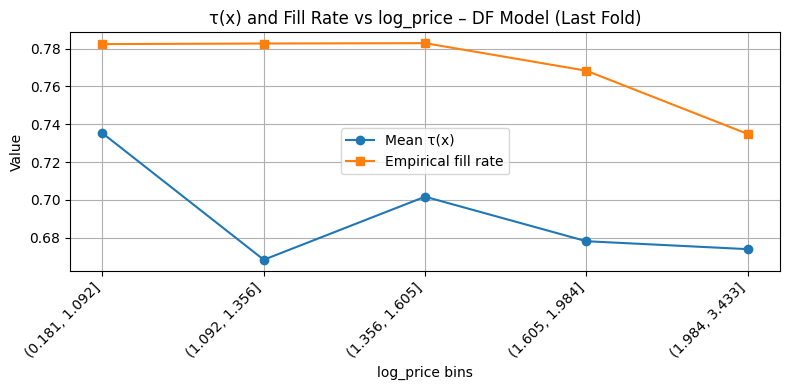 τ(x) and Fill Rate vs log_price – DF Model (Last Fold)
0.78
0.76
0.74
0.72
0.70
0.68
Value
Mean τ(x)
Empirical fill rate
(0.181, 1.092]
(1.092, 1.356]
(1.356, 1.605]
(1.605, 1.984]
(1.984, 3.433]
log_price bins